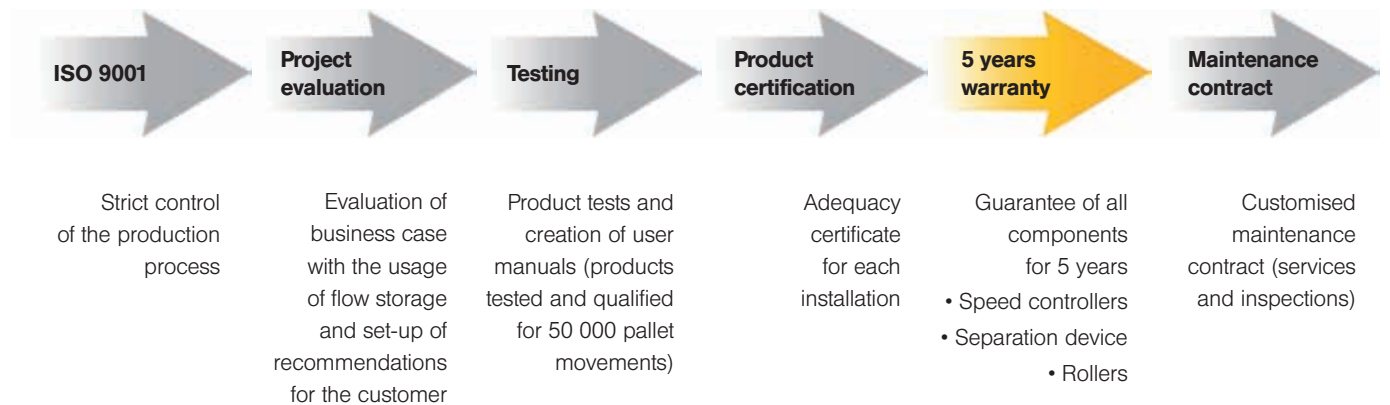 ISO 9001
Project
evaluation
Testing
Product
certification
5 years
warranty
Maintenance
contract
Strict control
of the production
process
Evaluation of
business case
with the usage
of flow storage
and set-up of
recommendations
for the customer
Product tests and
creation of user
manuals (products
tested and qualified
for 50 000 pallet
movements)
Adequacy
certificate
for each
installation
Guarantee of all
components
for 5 years
• Speed controllers
• Separation device
• Rollers
Customised
maintenance
contract (services
and inspections)